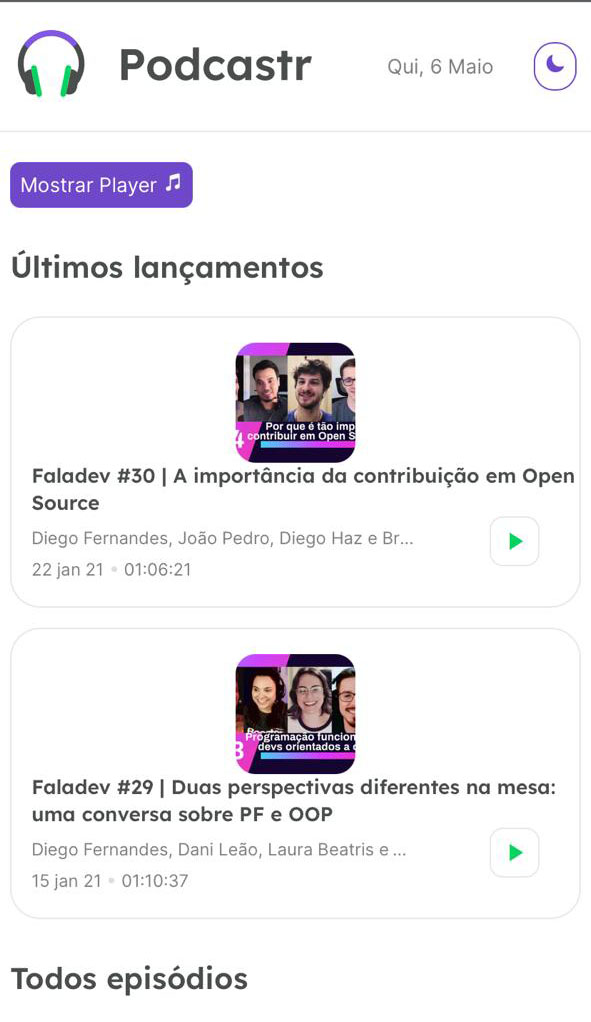 Podcastr
Qui, 6 Maio
Mostrar Player
Últimos lançamentos
Por que é tão imp
4 contribuir em Open S
Faladev #30 | A importância da contribuição em Open
Source
Diego Fernandes, João Pedro, Diego Haz e Br...
22 jan 21 • 01:06:21
Programação funcion
3 devs orientados a
Faladev #29 | Duas perspectivas diferentes na mesa:
uma conversa sobre PF e OOP
Diego Fernandes, Dani Leão, Laura Beatris e ...
15 jan 21 • 01:10:37
Todos episódios